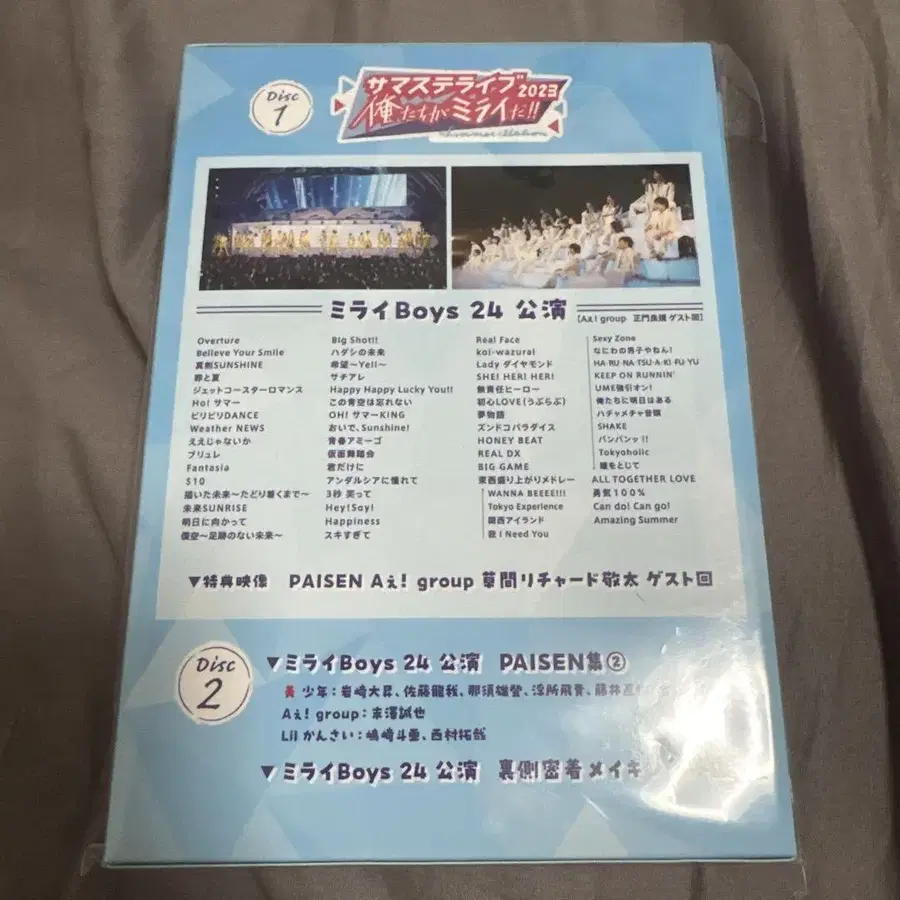 Disc 1
サマステライブ 2023
俺たちがミライだ!!
Summer Station
ミライBoys 24 公演
【Aぇ! group 正門良規 ゲスト回】
Overture
Believe Your Smile
真剣SUNSHINE
罪と夏
ジェットコースターロマンス
Ho! サマー
ビリビリDANCE
Weather NEWS
ええじゃないか
ブリュレ
Fantasia
$10
描いた未来〜たどり着くまで〜
未来SUNRISE
明日に向かって
僕空〜足跡のない未来〜
Big Shot!!
ハダシの未来
希望〜Yell〜
サチアレ
Happy Happy Lucky You!!
この青空は忘れない
OH! サマーKING
おいで、Sunshine!
青春アミーゴ
仮面舞踏会
君だけに
アンダルシアに憧れて
3秒 笑って
Hey!Say!
Happiness
スキすぎて
Real Face
koi-wazurai
Lady ダイヤモンド
SHE! HER! HER!
無責任ヒーロー
初心LOVE(うぶらぶ)
夢物語
ズンドコパラダイス
HONEY BEAT
REAL DX
BIG GAME
東西盛り上がりメドレー
WANNA BEEEE!!!
Tokyo Experience
関西アイランド
I Need You
Sexy Zone
なにわの男子やねん!
HA・RU・NA・TSU・A・KI・FU・YU
KEEP ON RUNNIN'
UME強引オン!
俺たちに明日はある
ハチャメチャ音頭
SHAKE
バンバンッ!!
Tokyoholic
瞳をとじて
ALL TOGETHER LOVE
勇気100%
Can do! Can go!
Amazing Summer
▼特典映像 PAISEN Aぇ! group 草間リチャード敬太 ゲスト回
Disc 2
▼ミライBoys 24 公演 PAISEN集②
美 少年：岩﨑大昇、佐藤龍我、那須雄登、浮所飛貴、藤井直樹
Aぇ! group：末澤誠也
Lil かんさい：嶋﨑斗亜、西村拓哉
▼ミライBoys 24 公演 裏側密着メイキ